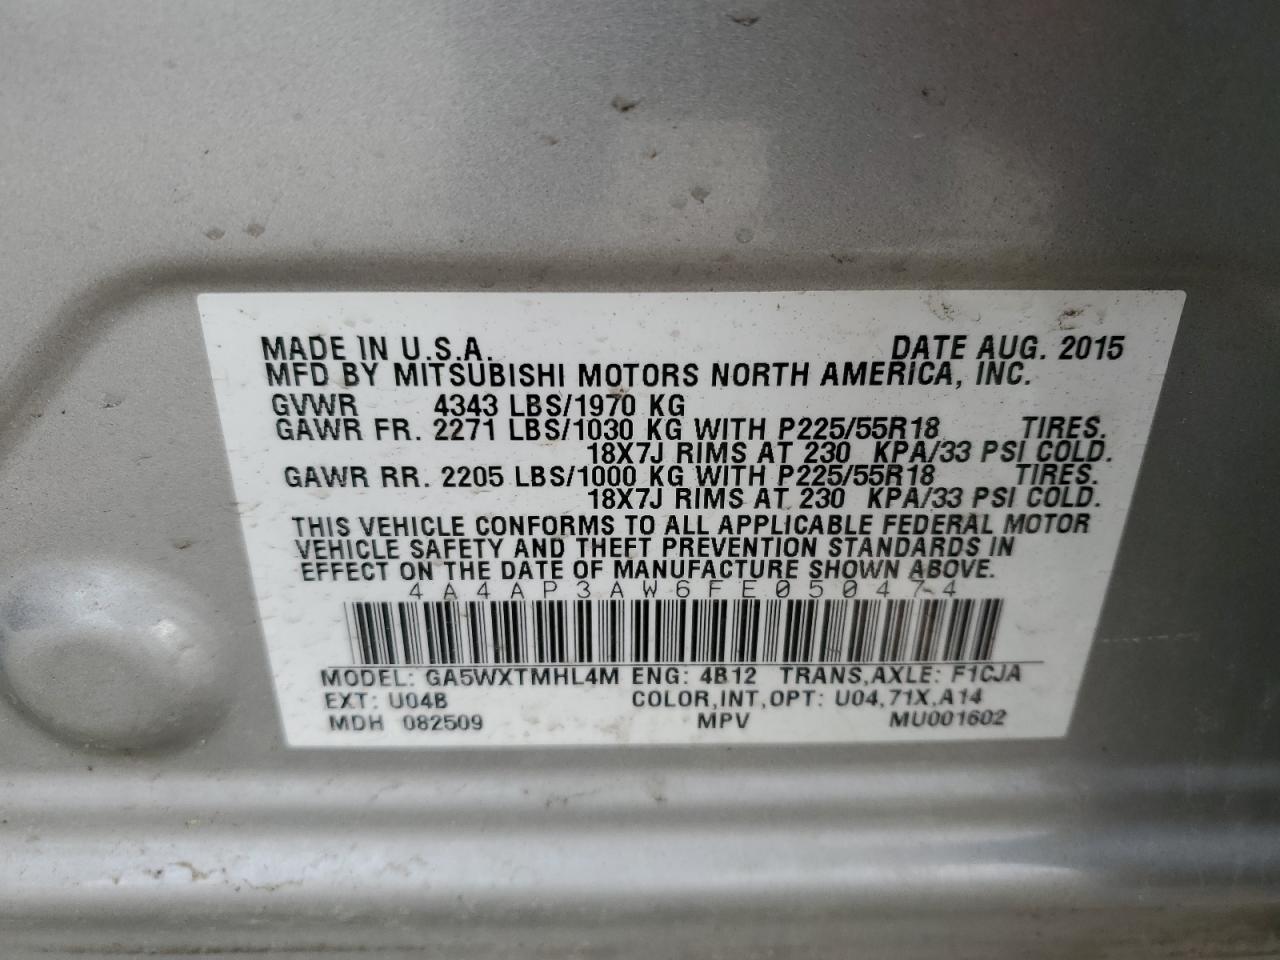 MADE IN U.S.A. DATE AUG. 2015
MFD BY MITSUBISHI MOTORS NORTH AMERICA, INC.
GVWR 4343 LBS/1970 KG
GAWR FR. 2271 LBS/1030 KG WITH P225/55R18 TIRES.
18X7J RIMS AT 230 KPA/33 PSI COLD.
GAWR RR. 2205 LBS/1000 KG WITH P225/55R18 TIRES.
18X7J RIMS AT 230 KPA/33 PSI COLD.
THIS VEHICLE CONFORMS TO ALL APPLICABLE FEDERAL MOTOR
VEHICLE SAFETY AND THEFT PREVENTION STANDARDS IN
EFFECT ON THE DATE OF MANUFACTURE SHOWN ABOVE.
4A4AP3AW6FE050474
MODEL: GA5WXTMHL4M ENG: 4B12 TRANS,AXLE: F1CJA
EXT: U04B COLOR,INT,OPT: U04,71X,A14
MDH 082509 MPV MU001602